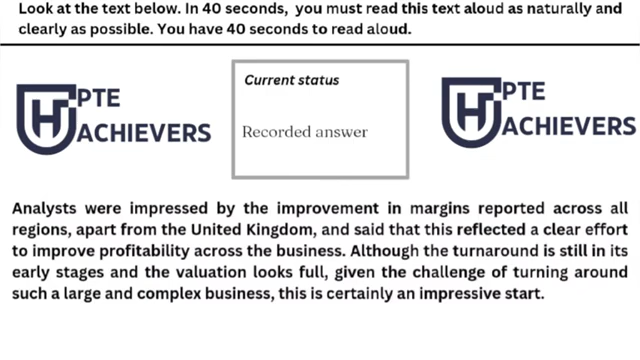 Look at the text below. In 40 seconds, you must read this text aloud as naturally and
clearly as possible. You have 40 seconds to read aloud.
PTE
ACHIEVERS
Current status
Recorded answer
PTE
ACHIEVERS
Analysts were impressed by the improvement in margins reported across all
regions, apart from the United Kingdom, and said that this reflected a clear effort
to improve profitability across the business. Although the turnaround is still in its
early stages and the valuation looks full, given the challenge of turning around
such a large and complex business, this is certainly an impressive start.